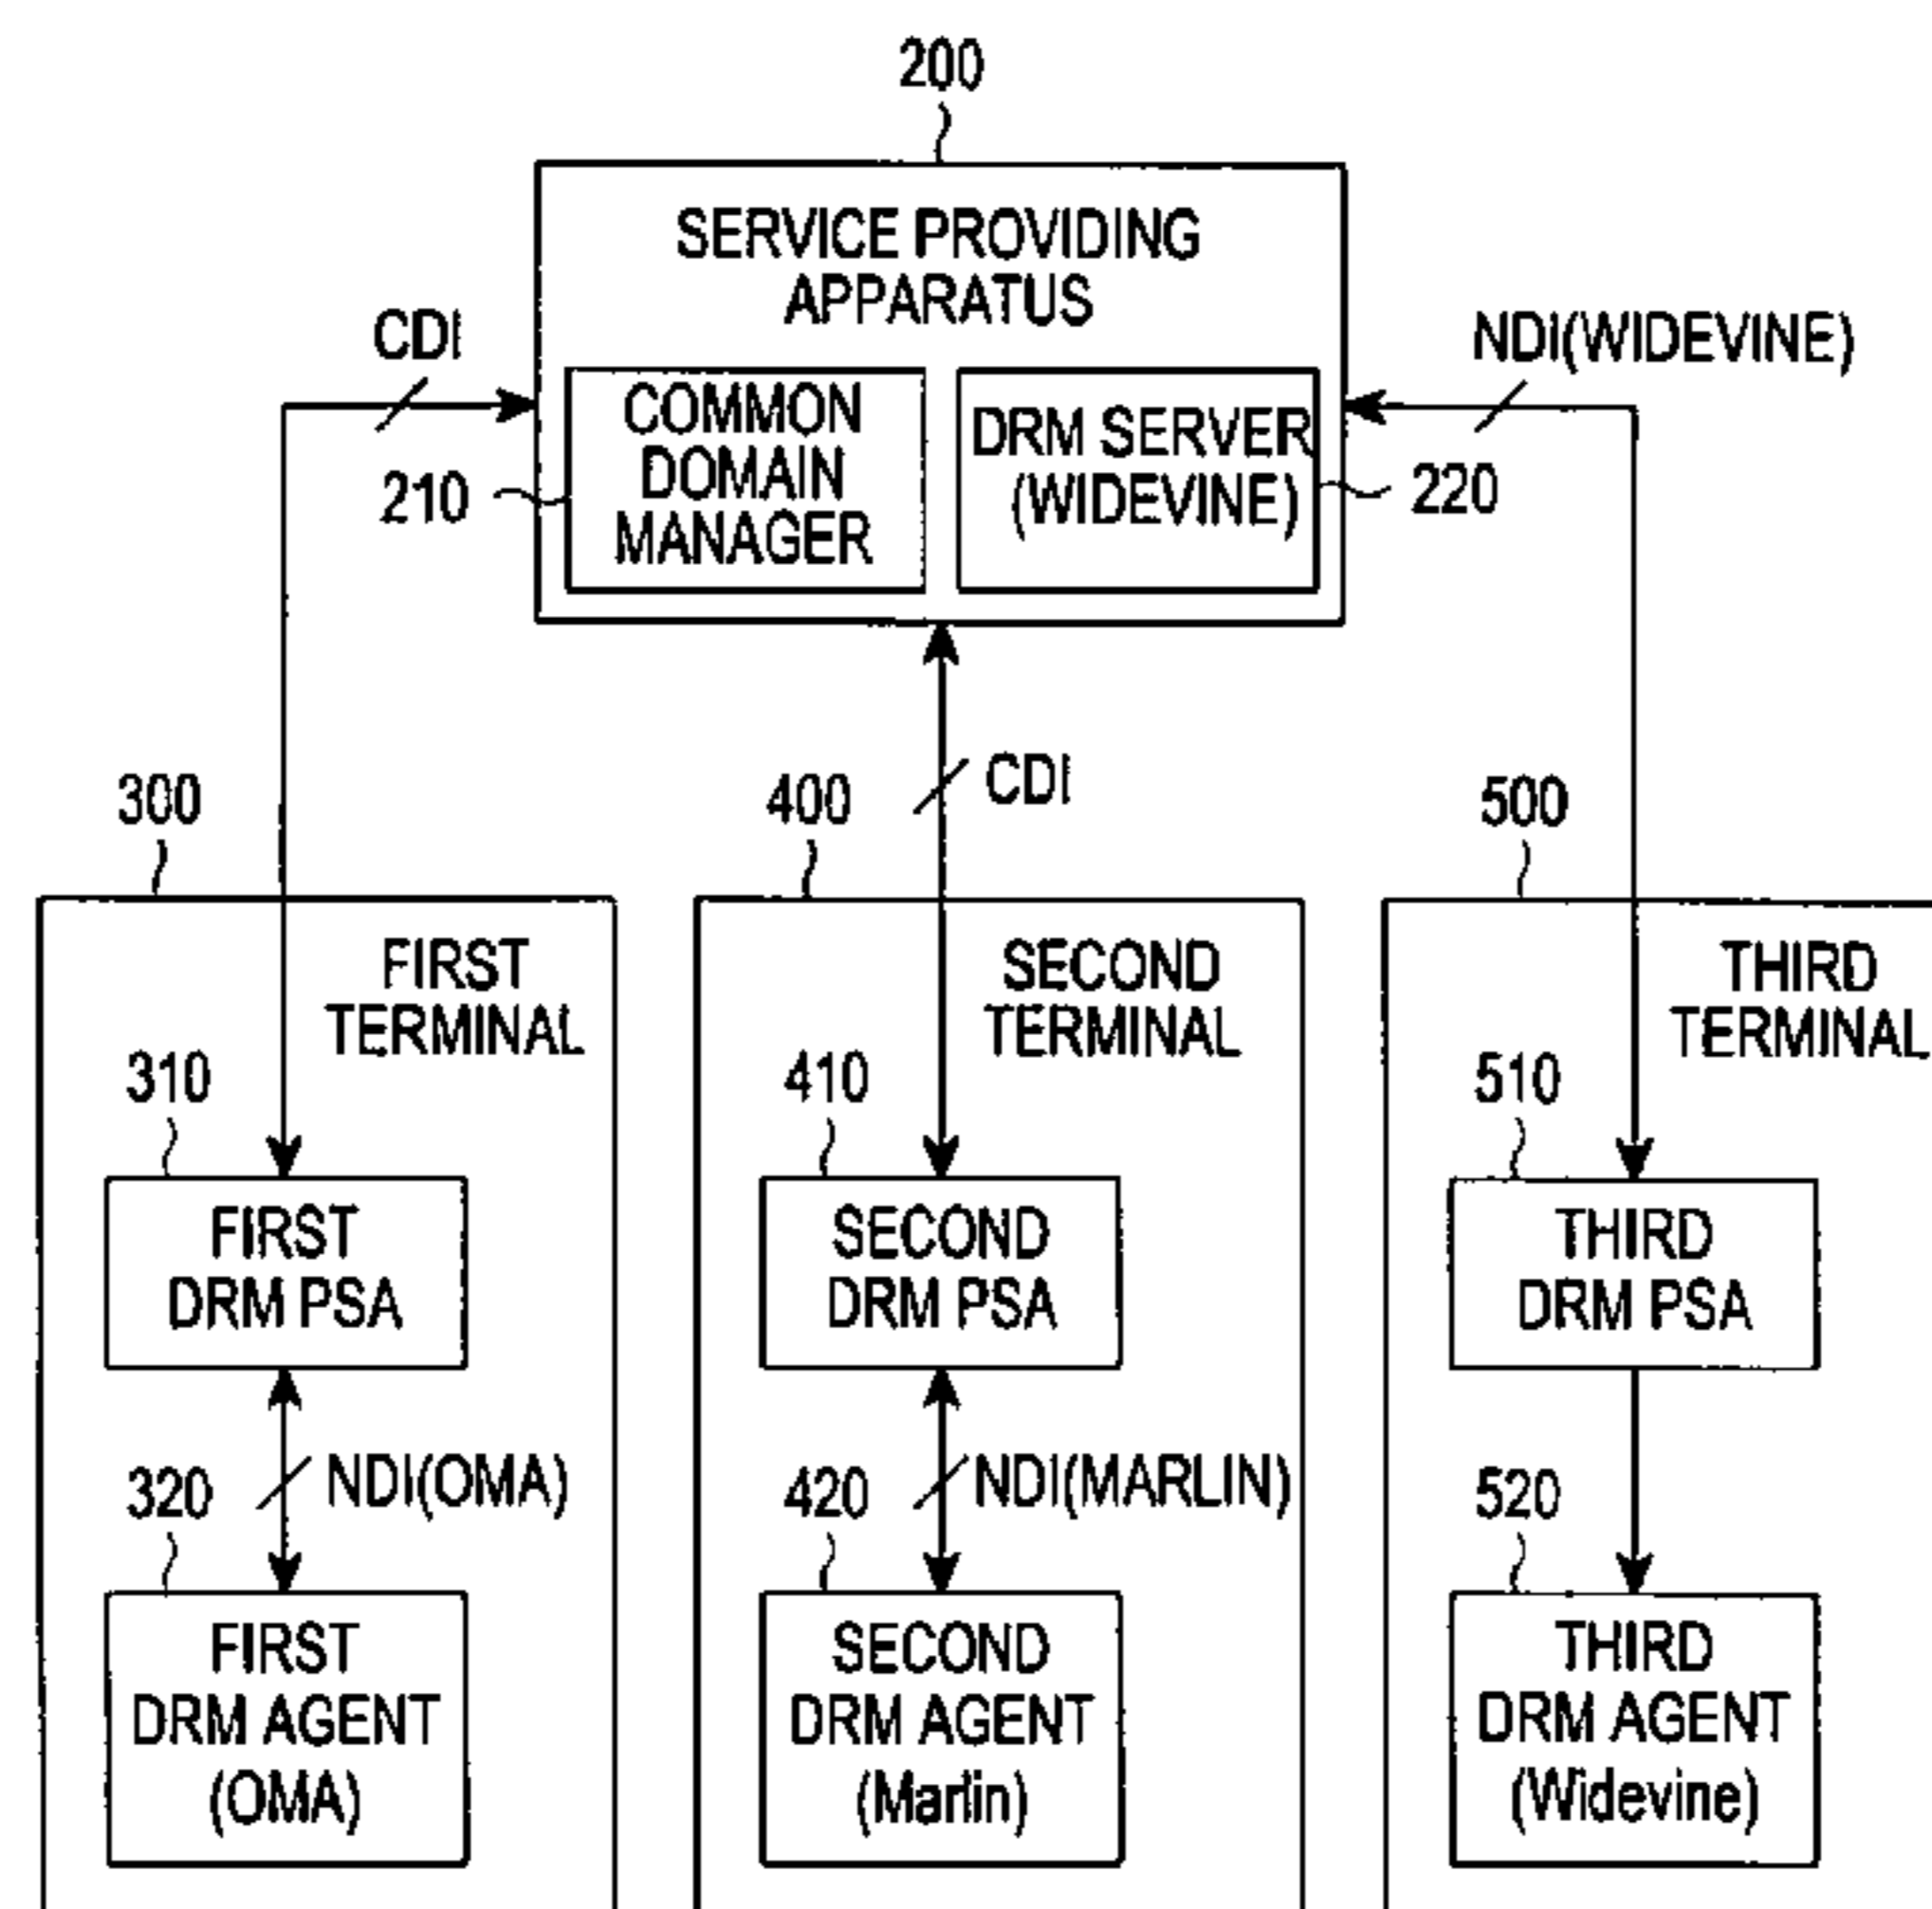 200
SERVICE PROVIDING
APPARATUS
CDI
NDI(WIDEVINE)
COMMON
DOMAIN
MANAGER
DRM SERVER
(WIDEVINE)
210
220
CDI
300
400
500
FIRST
TERMINAL
SECOND
TERMINAL
THIRD
TERMINAL
310
410
510
FIRST
DRM PSA
SECOND
DRM PSA
THIRD
DRM PSA
320
NDI(OMA)
420
NDI(MARLIN)
520
FIRST
DRM AGENT
(OMA)
SECOND
DRM AGENT
(Marlin)
THIRD
DRM AGENT
(Widevine)